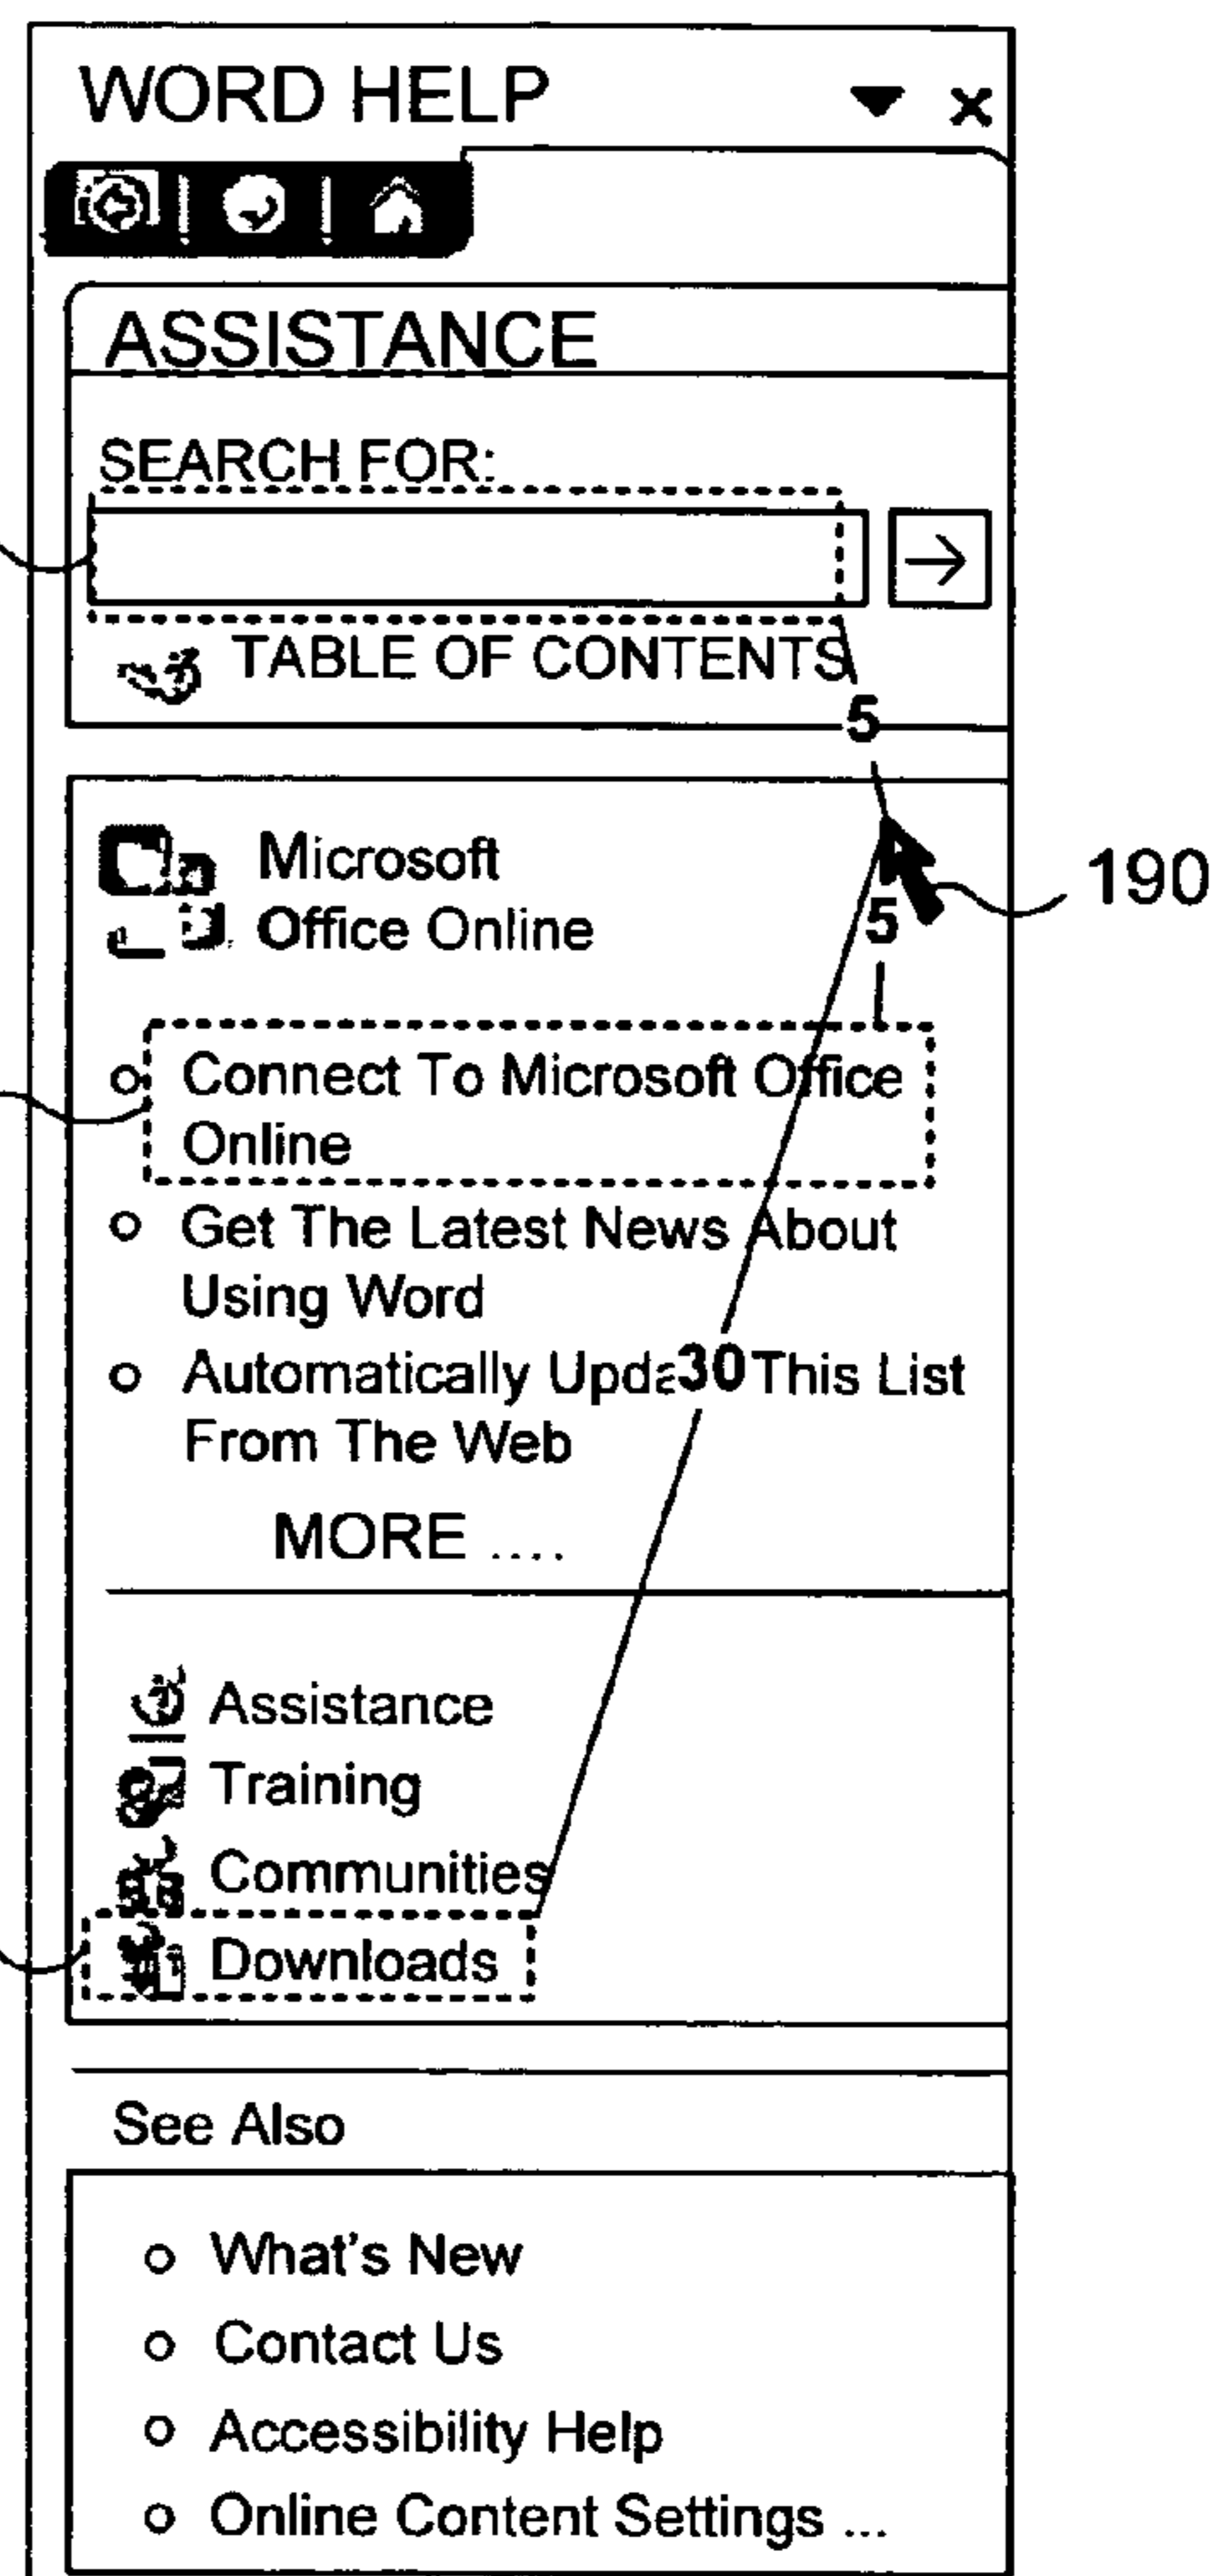 WORD HELP
ASSISTANCE
SEARCH FOR:
TABLE OF CONTENTS
5
Microsoft
Office Online
190
5
Connect To Microsoft Office
Online
Get The Latest News About
Using Word
Automatically Upda 30 This List
From The Web
MORE ....
Assistance
Training
Communities
Downloads
See Also
What's New
Contact Us
Accessibility Help
Online Content Settings ...